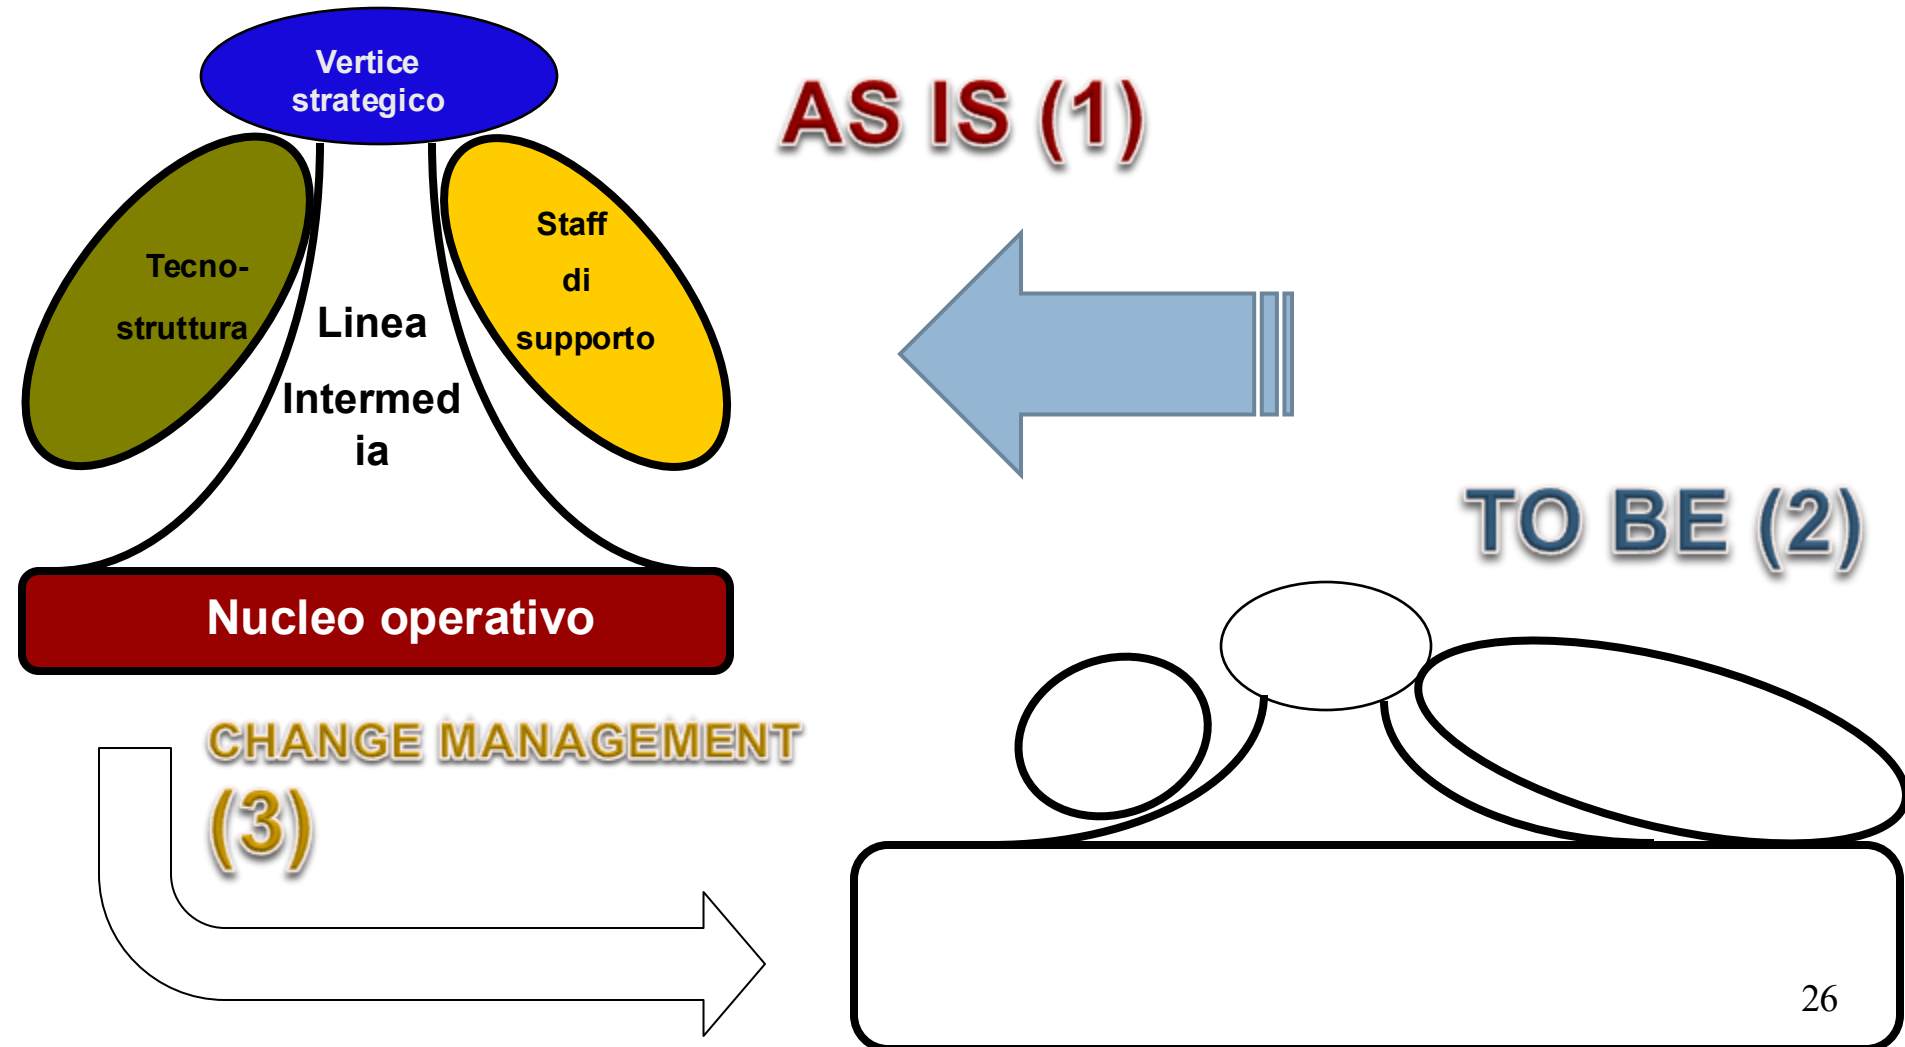 Vertice
strategico
AS IS (1)
Tecno-
struttura
Linea
Intermed
ia
Staff
di
supporto
TO BE (2)
Nucleo operativo
CHANGE MANAGEMENT
(3)
26